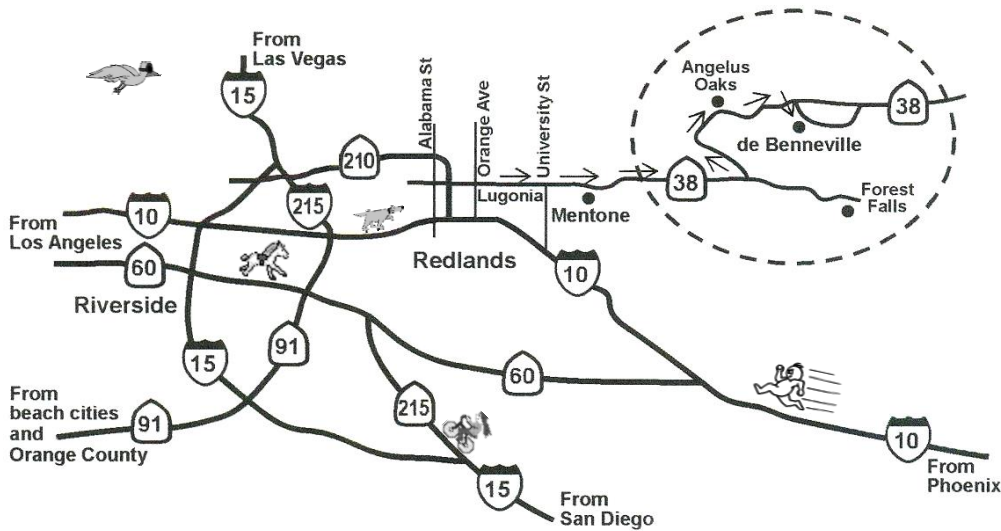 From
Las Vegas
15
Alabama St
Orange Ave
University St
Angelus
Oaks
38
de Benneville
210
Lugonia
38
Mentone
Forest
Falls
215
10
From
Los Angeles
60
Riverside
Redlands
10
15
91
60
From
beach cities
and
Orange County
91
215
10
From
Phoenix
15
From
San Diego